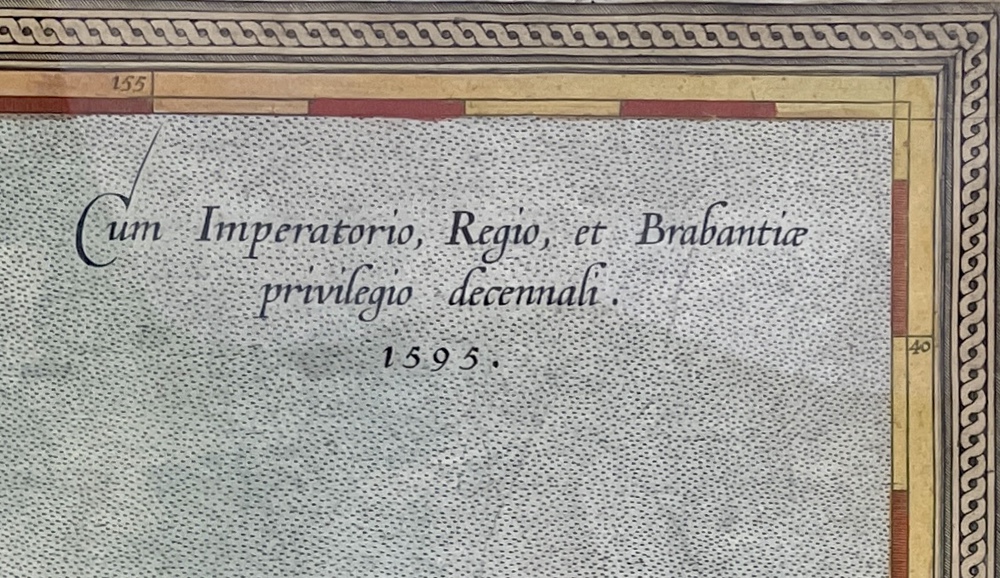 155
Cum Imperatorio, Regio, et Brabantiæ
privilegio decennali.
1595.
40